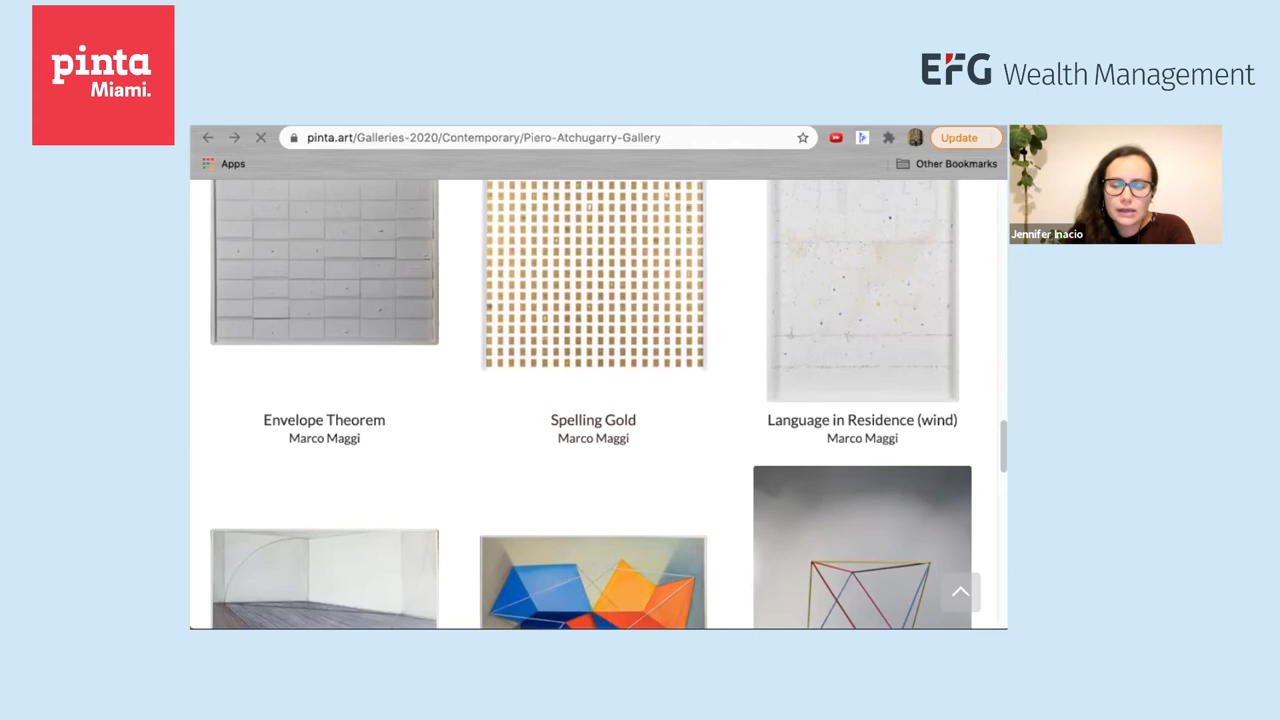 pinta
Miami.
EFG Wealth Management
pinta.art/Galleries-2020/Contemporary/Piero-Atchugarry-Gallery
Update
Apps
Other Bookmarks
Jennifer Inacio
Envelope Theorem
Marco Maggi
Spelling Gold
Marco Maggi
Language in Residence (wind)
Marco Maggi